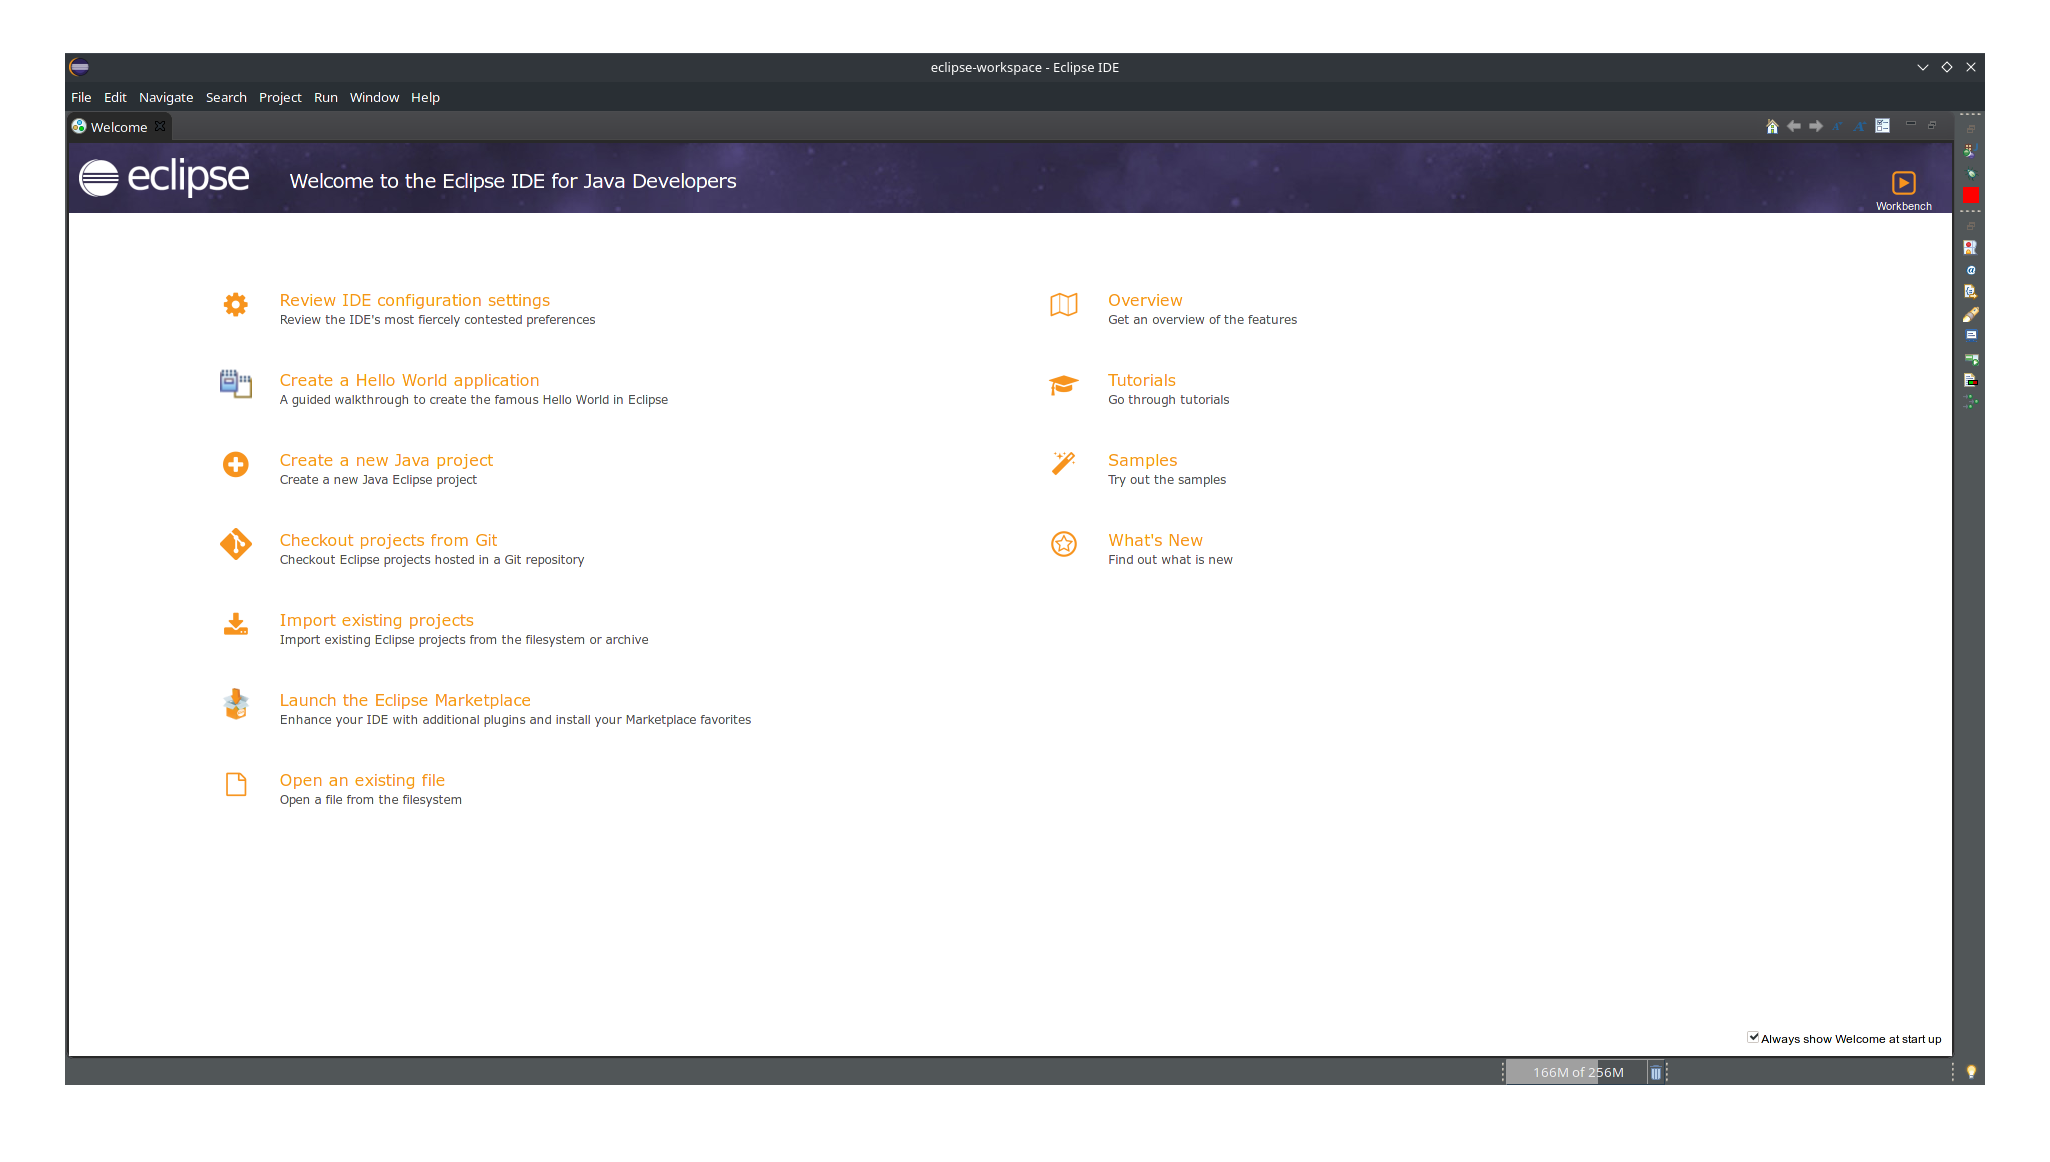 eclipse-workspace - Eclipse IDE
File Edit Navigate Search Project Run Window Help
Welcome
eclipse Welcome to the Eclipse IDE for Java Developers
Workbench
Review IDE configuration settings
Review the IDE's most fiercely contested preferences
Create a Hello World application
A guided walkthrough to create the famous Hello World in Eclipse
Create a new Java project
Create a new Java Eclipse project
Checkout projects from Git
Checkout Eclipse projects hosted in a Git repository
Import existing projects
Import existing Eclipse projects from the filesystem or archive
Launch the Eclipse Marketplace
Enhance your IDE with additional plugins and install your Marketplace favorites
Open an existing file
Open a file from the filesystem
Overview
Get an overview of the features
Tutorials
Go through tutorials
Samples
Try out the samples
What's New
Find out what is new
Always show Welcome at start up
166M of 256M